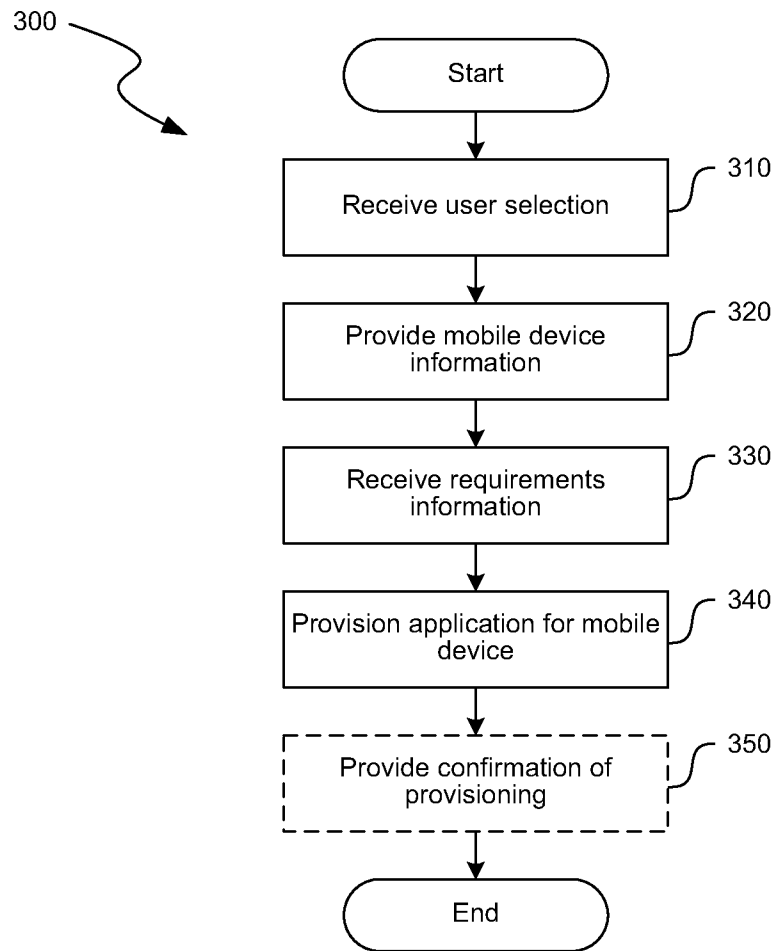 300
Start
310
Receive user selection
320
Provide mobile device
information
330
Receive requirements
information
340
Provision application for mobile
device
350
Provide confirmation of
provisioning
End